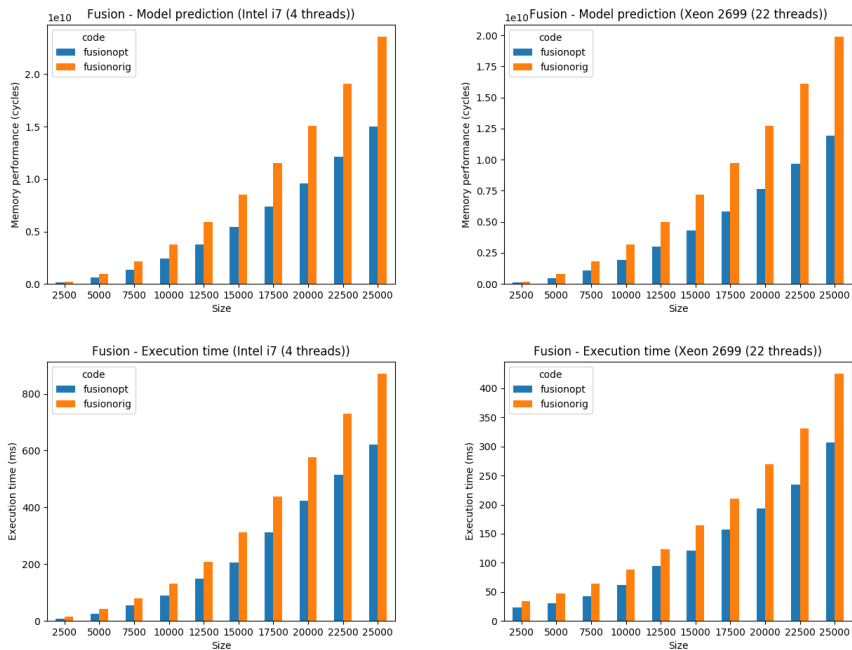 Fusion - Model prediction (Intel i7 (4 threads))
1e10
code
fusionopt
fusionorig
Memory performance (cycles)
2.0
1.5
1.0
0.5
0.0
2500 5000 7500 10000 12500 15000 17500 20000 22500 25000
Size
Fusion - Model prediction (Xeon 2699 (22 threads))
1e10
code
fusionopt
fusionorig
Memory performance (cycles)
2.00
1.75
1.50
1.25
1.00
0.75
0.50
0.25
0.00
2500 5000 7500 10000 12500 15000 17500 20000 22500 25000
Size
Fusion - Execution time (Intel i7 (4 threads))
code
fusionopt
fusionorig
Execution time (ms)
800
600
400
200
0
2500 5000 7500 10000 12500 15000 17500 20000 22500 25000
Size
Fusion - Execution time (Xeon 2699 (22 threads))
code
fusionopt
fusionorig
Execution time (ms)
400
350
300
250
200
150
100
50
0
2500 5000 7500 10000 12500 15000 17500 20000 22500 25000
Size